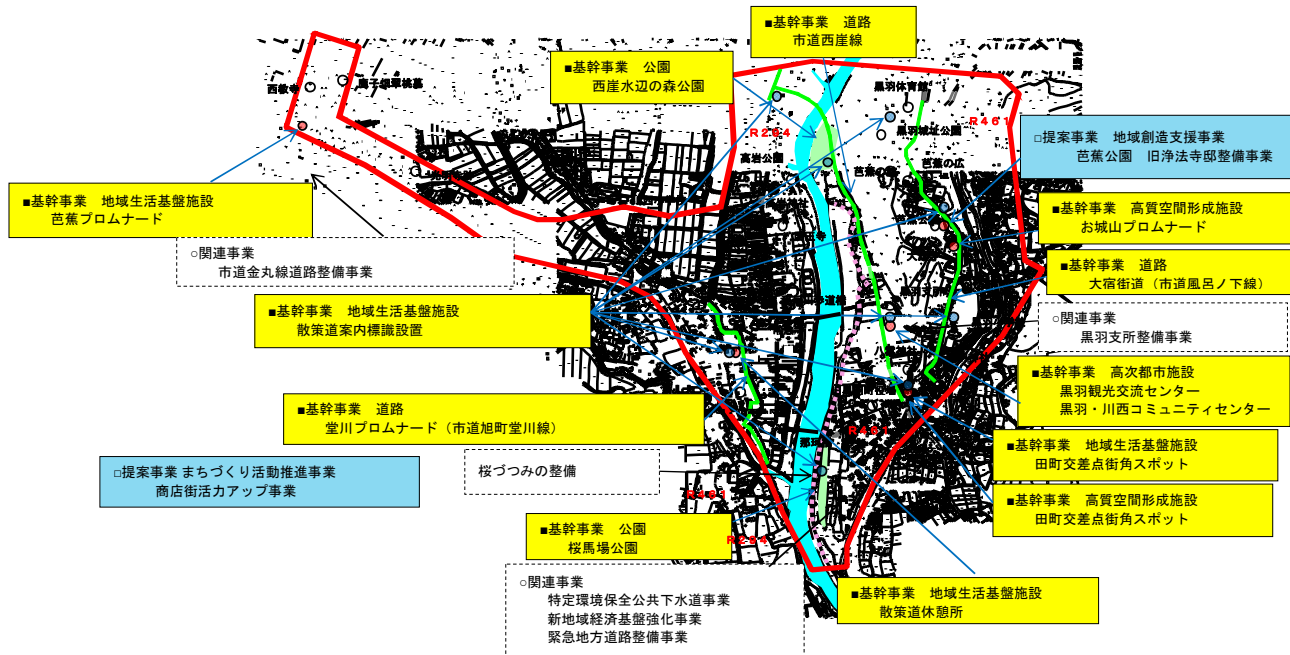 ■基幹事業 道路
市道西崖線
■基幹事業 公園
西崖水辺の森公園
西教寺
黒羽体育館
R294
R461
黒羽城址公園
高岩公園
□提案事業 地域創造支援事業
芭蕉公園 旧浄法寺邸整備事業
芭蕉の広
■基幹事業 地域生活基盤施設
芭蕉プロムナード
■基幹事業 高質空間形成施設
お城山プロムナード
○関連事業
市道金丸線道路整備事業
■基幹事業 道路
大宿街道（市道風呂ノ下線）
■基幹事業 地域生活基盤施設
散策道案内標識設置
○関連事業
黒羽支所整備事業
■基幹事業 高次都市施設
黒羽観光交流センター
黒羽・川西コミュニティセンター
■基幹事業 道路
堂川プロムナード（市道旭町堂川線）
R461
■基幹事業 地域生活基盤施設
田町交差点街角スポット
桜づつみの整備
□提案事業 まちづくり活動推進事業
商店街活力アップ事業
R461
■基幹事業 高質空間形成施設
田町交差点街角スポット
■基幹事業 公園
桜馬場公園
R294
○関連事業
特定環境保全公共下水道事業
新地域経済基盤強化事業
緊急地方道路整備事業
■基幹事業 地域生活基盤施設
散策道休憩所